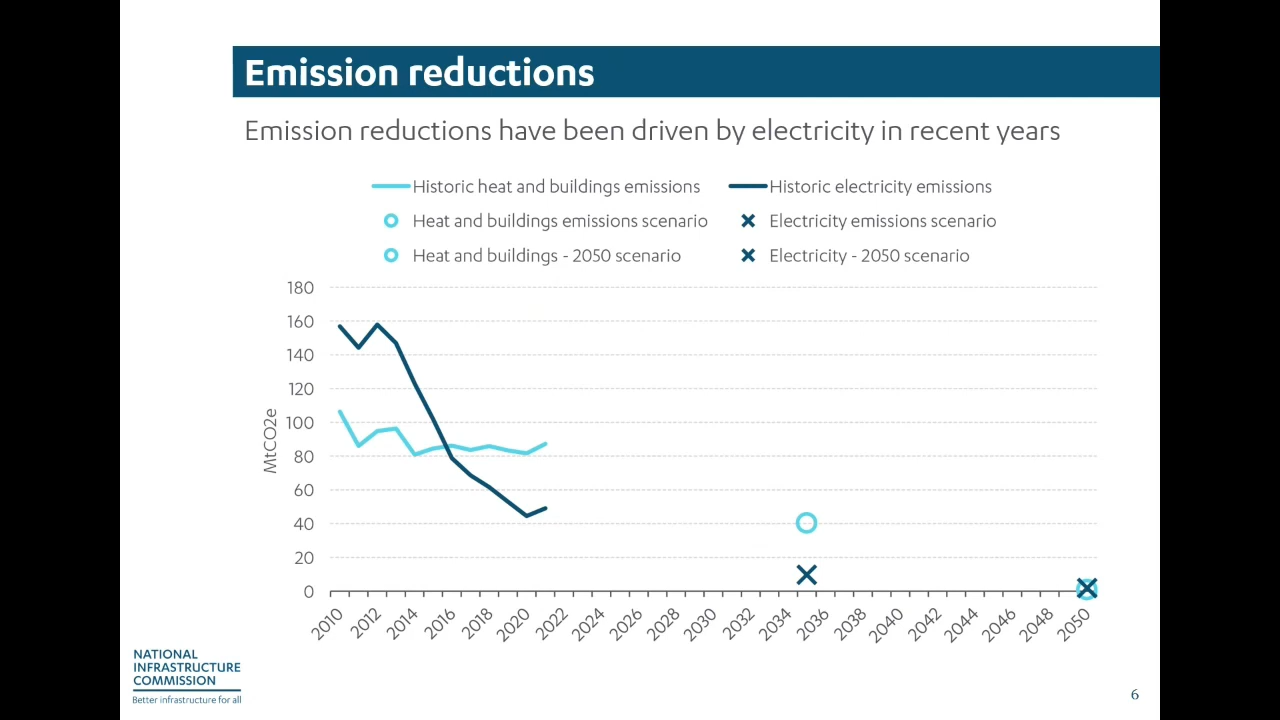 Emission reductions
Emission reductions have been driven by electricity in recent years
Historic heat and buildings emissions
Historic electricity emissions
Heat and buildings emissions scenario
Electricity emissions scenario
Heat and buildings - 2050 scenario
Electricity - 2050 scenario
180
160
140
120
100
80
60
40
20
0
MtCO2e
2010 2012 2014 2016 2018 2020 2022 2024 2026 2028 2030 2032 2034 2036 2038 2040 2042 2044 2046 2048 2050
NATIONAL
INFRASTRUCTURE
COMMISSION
Better infrastructure for all
6